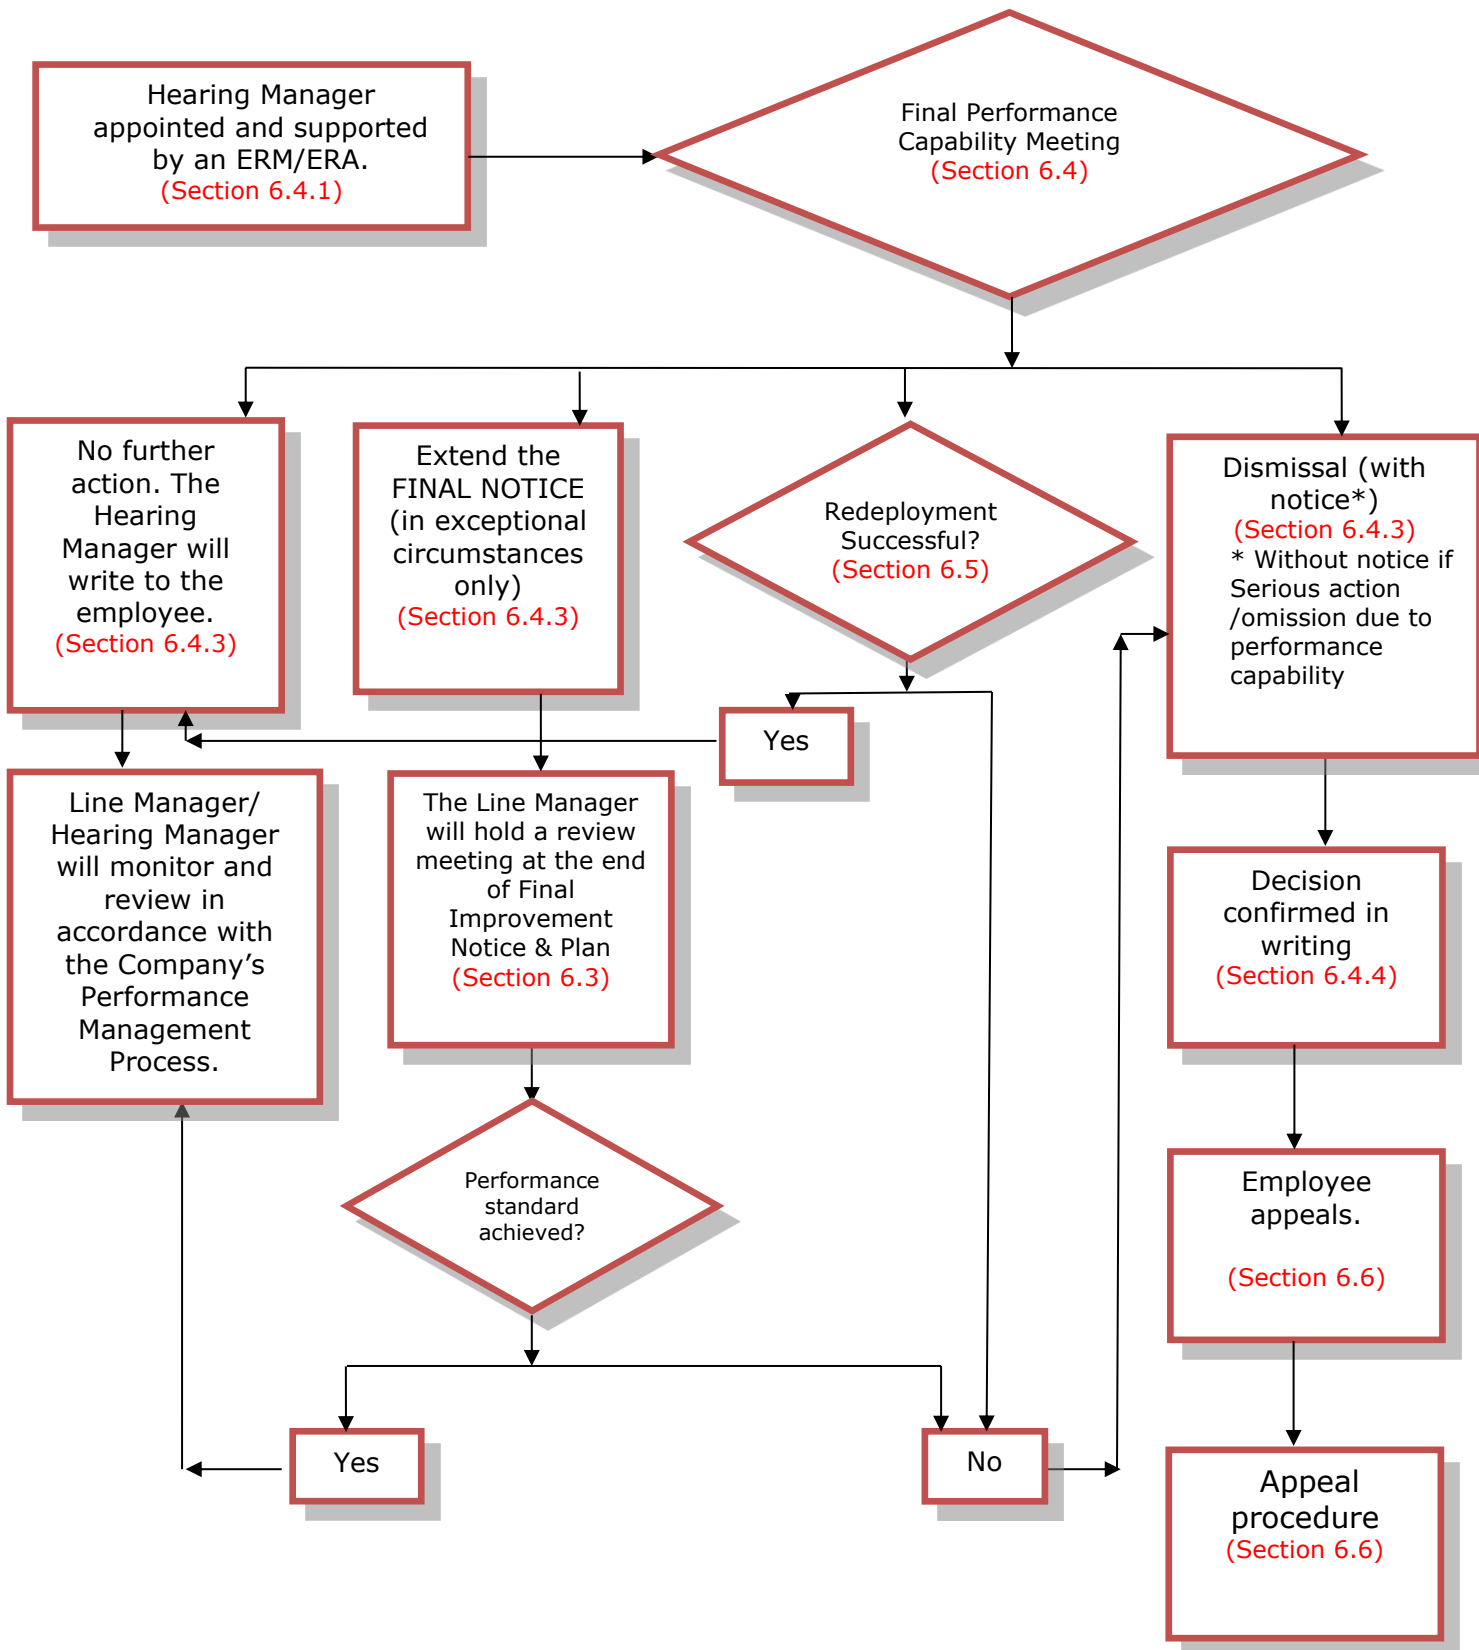 Hearing Manager
appointed and supported
by an ERM/ERA.
(Section 6.4.1)
Final Performance
Capability Meeting
(Section 6.4)
No further
action. The
Hearing
Manager will
write to the
employee.
(Section 6.4.3)
Extend the
FINAL NOTICE
(in exceptional
circumstances
only)
(Section 6.4.3)
Redeployment
Successful?
(Section 6.5)
Dismissal (with
notice*)
(Section 6.4.3)
* Without notice if
Serious action
/omission due to
performance
capability
Yes
Line Manager/
Hearing Manager
will monitor and
review in
accordance with
the Company’s
Performance
Management
Process.
The Line Manager
will hold a review
meeting at the end
of Final
Improvement
Notice & Plan
(Section 6.3)
Decision
confirmed in
writing
(Section 6.4.4)
Performance
standard
achieved?
Employee
appeals.
(Section 6.6)
Yes
No
Appeal
procedure
(Section 6.6)